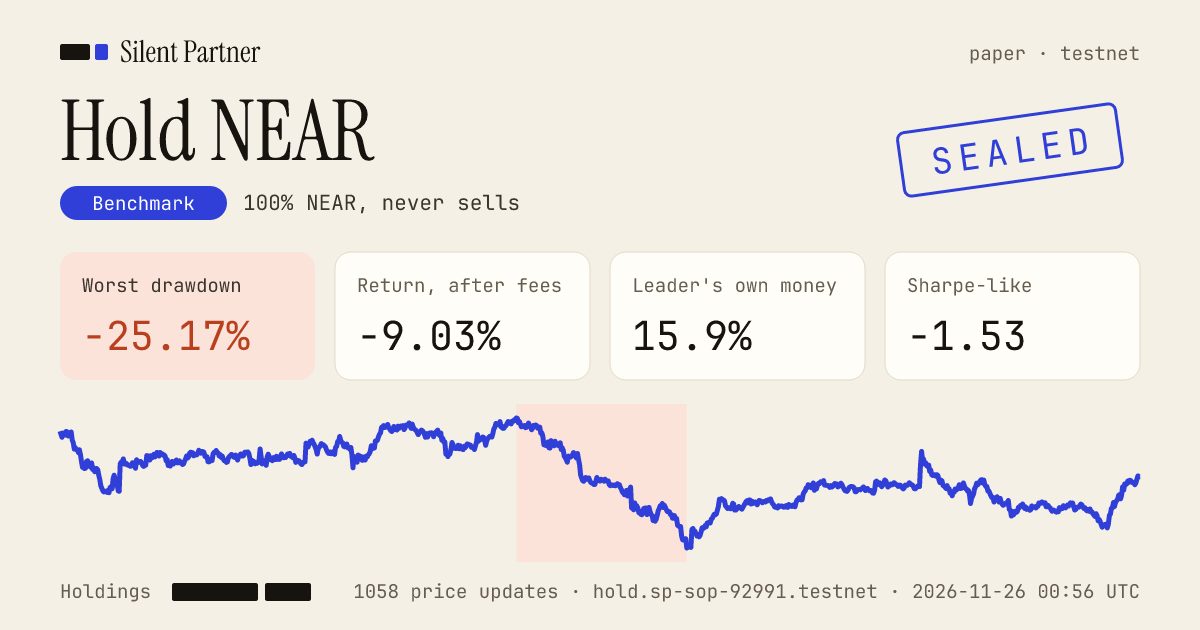 Silent Partner
paper · testnet
Hold NEAR
SEALED
Benchmark
100% NEAR, never sells
Worst drawdown
-25.17%
Return, after fees
-9.03%
Leader's own money
15.9%
Sharpe-like
-1.53
Holdings
1058 price updates · hold.sp-sop-92991.testnet · 2026-11-26 00:56 UTC